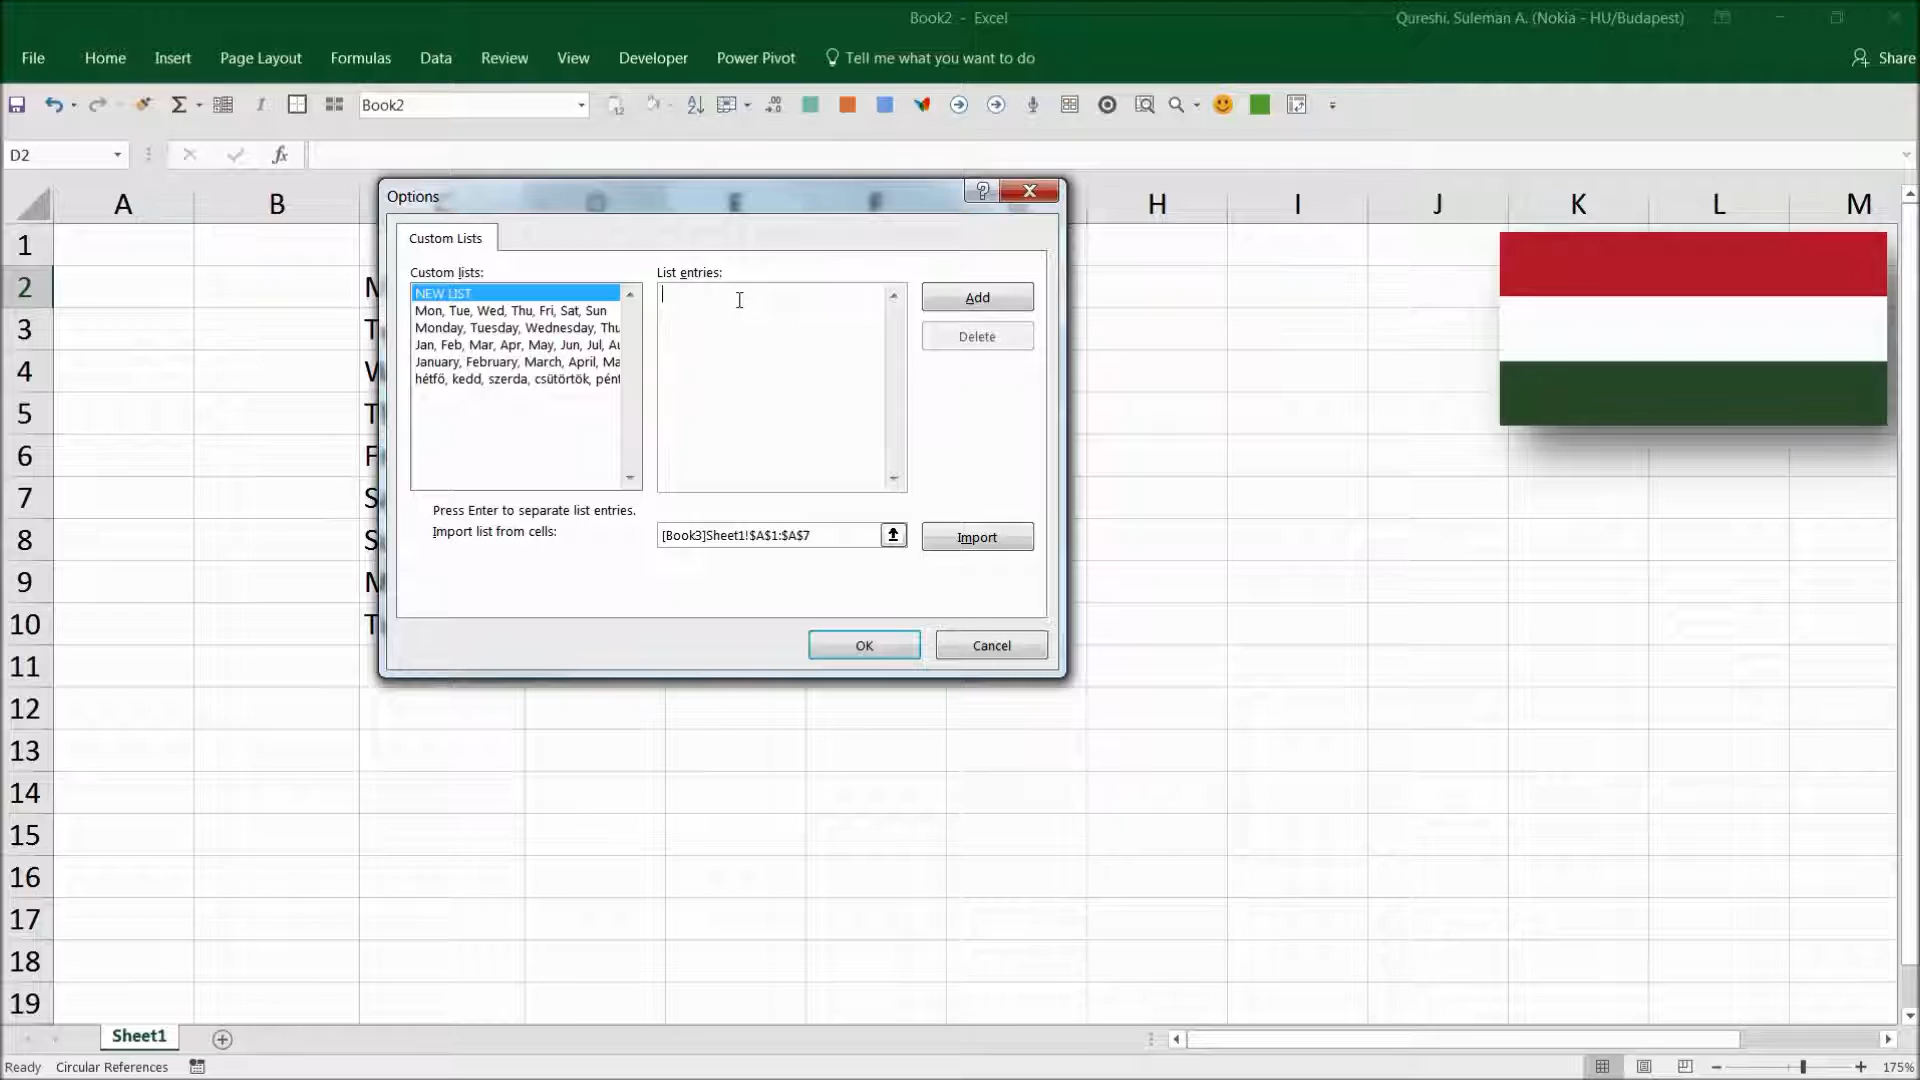 Book2 - Excel
Qureshi, Suleman A. (Nokia - HU/Budapest)
File Home Insert Page Layout Formulas Data Review View Developer Power Pivot Tell me what you want to do Share
Book2
D2
fx
A B H I J K L M
Options
Custom Lists
Custom lists:
NEW LIST
Mon, Tue, Wed, Thu, Fri, Sat, Sun
Monday, Tuesday, Wednesday, Thu
Jan, Feb, Mar, Apr, May, Jun, Jul, Au
January, February, March, April, Ma
hétfő, kedd, szerda, csütörtök, pént
List entries:
Add
Delete
Press Enter to separate list entries.
Import list from cells:
[Book3]Sheet1!$A$1:$A$7
Import
OK
Cancel
1
2 M
3 T
4 W
5 T
6 F
7 S
8 S
9 M
10 T
11
12
13
14
15
16
17
18
19
Sheet1
Ready Circular References
175%